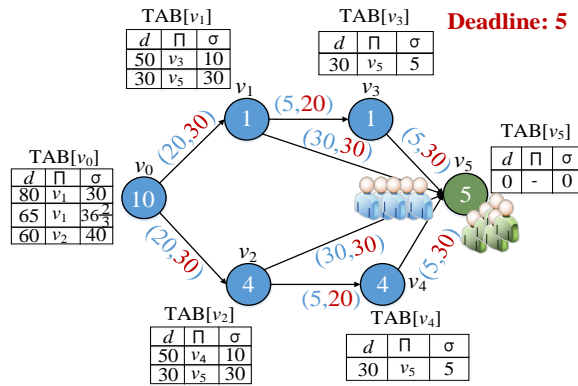 TAB[v₁]
d Π σ
50 v₃ 10
30 v₅ 30
TAB[v₃]
d Π σ
30 v₅ 5
Deadline: 5
v₁
1
(5,20)
v₃
1
(20,30)
(30,30)
(5,30)
TAB[v₅]
d Π σ
0 - 0
TAB[v₀]
d Π σ
80 v₁ 30
65 v₁ 36 2/3
60 v₂ 40
v₀
10
v₅
5
(20,30)
(30,30)
(5,30)
v₂
4
(5,20)
4
v₄
TAB[v₂]
d Π σ
50 v₄ 10
30 v₅ 30
TAB[v₄]
d Π σ
30 v₅ 5